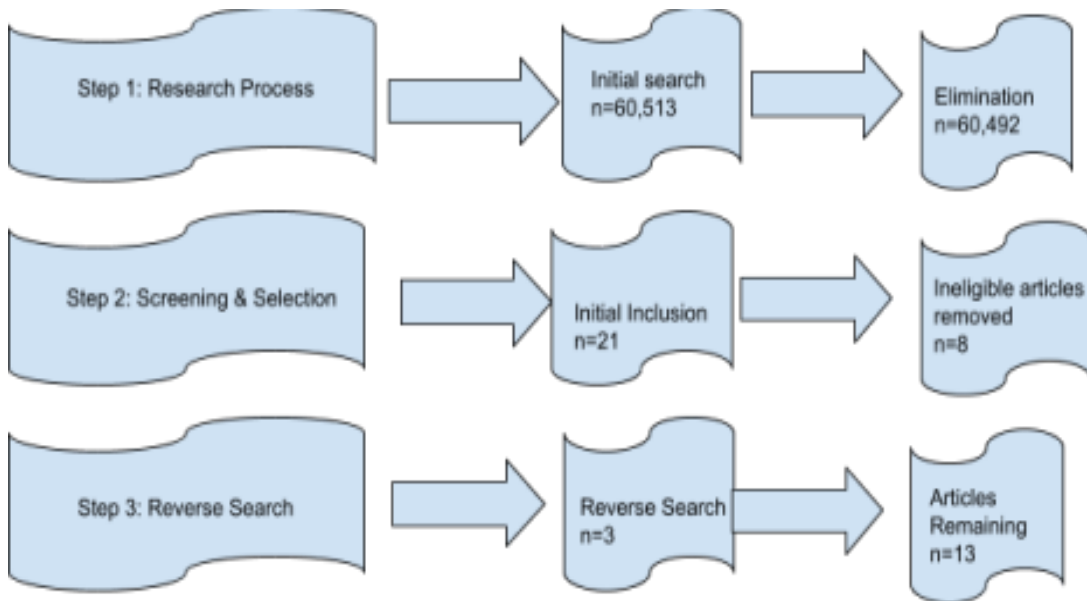 Step 1: Research Process
Initial search
n=60,513
Elimination
n=60,492
Step 2: Screening & Selection
Initial Inclusion
n=21
Ineligible articles
removed
n=8
Step 3: Reverse Search
Reverse Search
n=3
Articles
Remaining
n=13